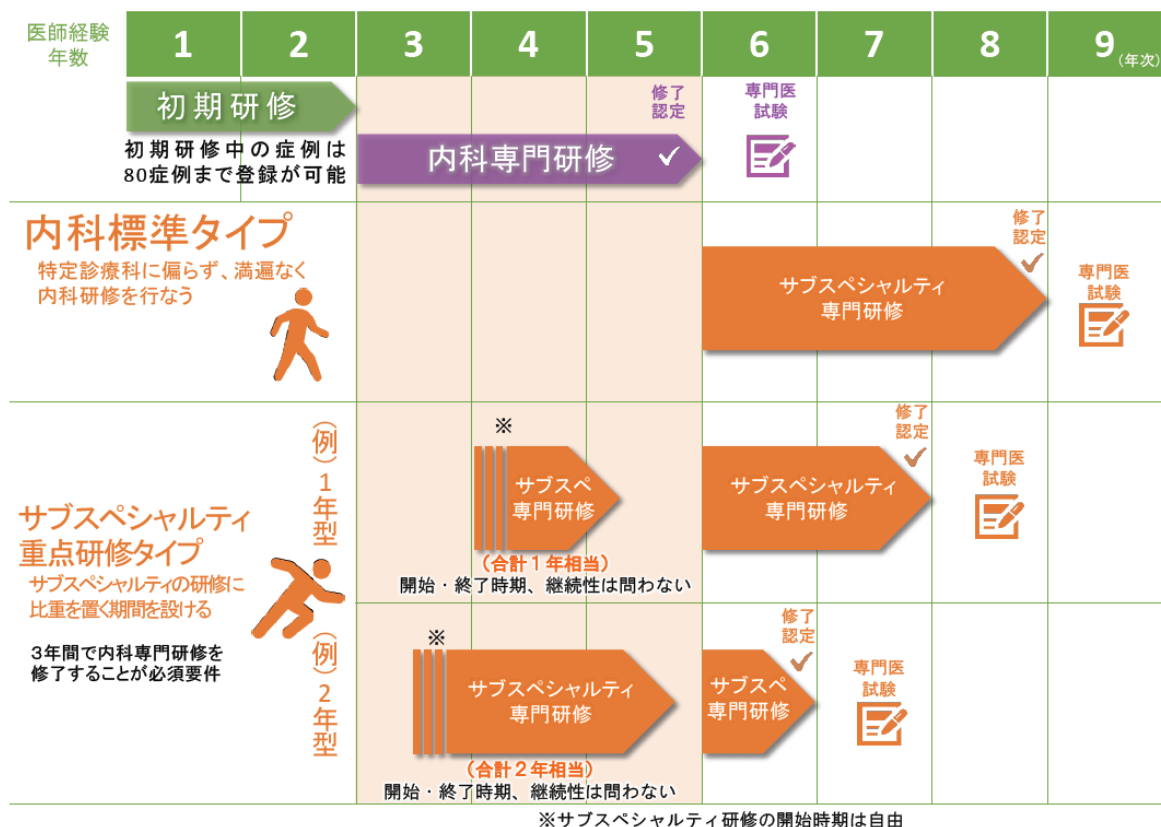 医師経験
年数
1 2 3 4 5 6 7 8 9(年次)
初期研修
初期研修中の症例は
80症例まで登録が可能
修了
認定
内科専門研修
専門医
試験
内科標準タイプ
特定診療科に偏らず、満遍なく
内科研修を行なう
サブスペシャルティ
専門研修
修了
認定
専門医
試験
サブスペシャルティ
重点研修タイプ
サブスペシャルティの研修に
比重を置く期間を設ける
3年間で内科専門研修を
修了することが必須要件
(例)1年型
※
サブスペ
専門研修
(合計1年相当)
開始・終了時期、継続性は問わない
サブスペシャルティ
専門研修
修了
認定
専門医
試験
(例)2年型
※
サブスペシャルティ
専門研修
(合計2年相当)
開始・終了時期、継続性は問わない
サブスペ
専門研修
修了
認定
専門医
試験
※サブスペシャルティ研修の開始時期は自由